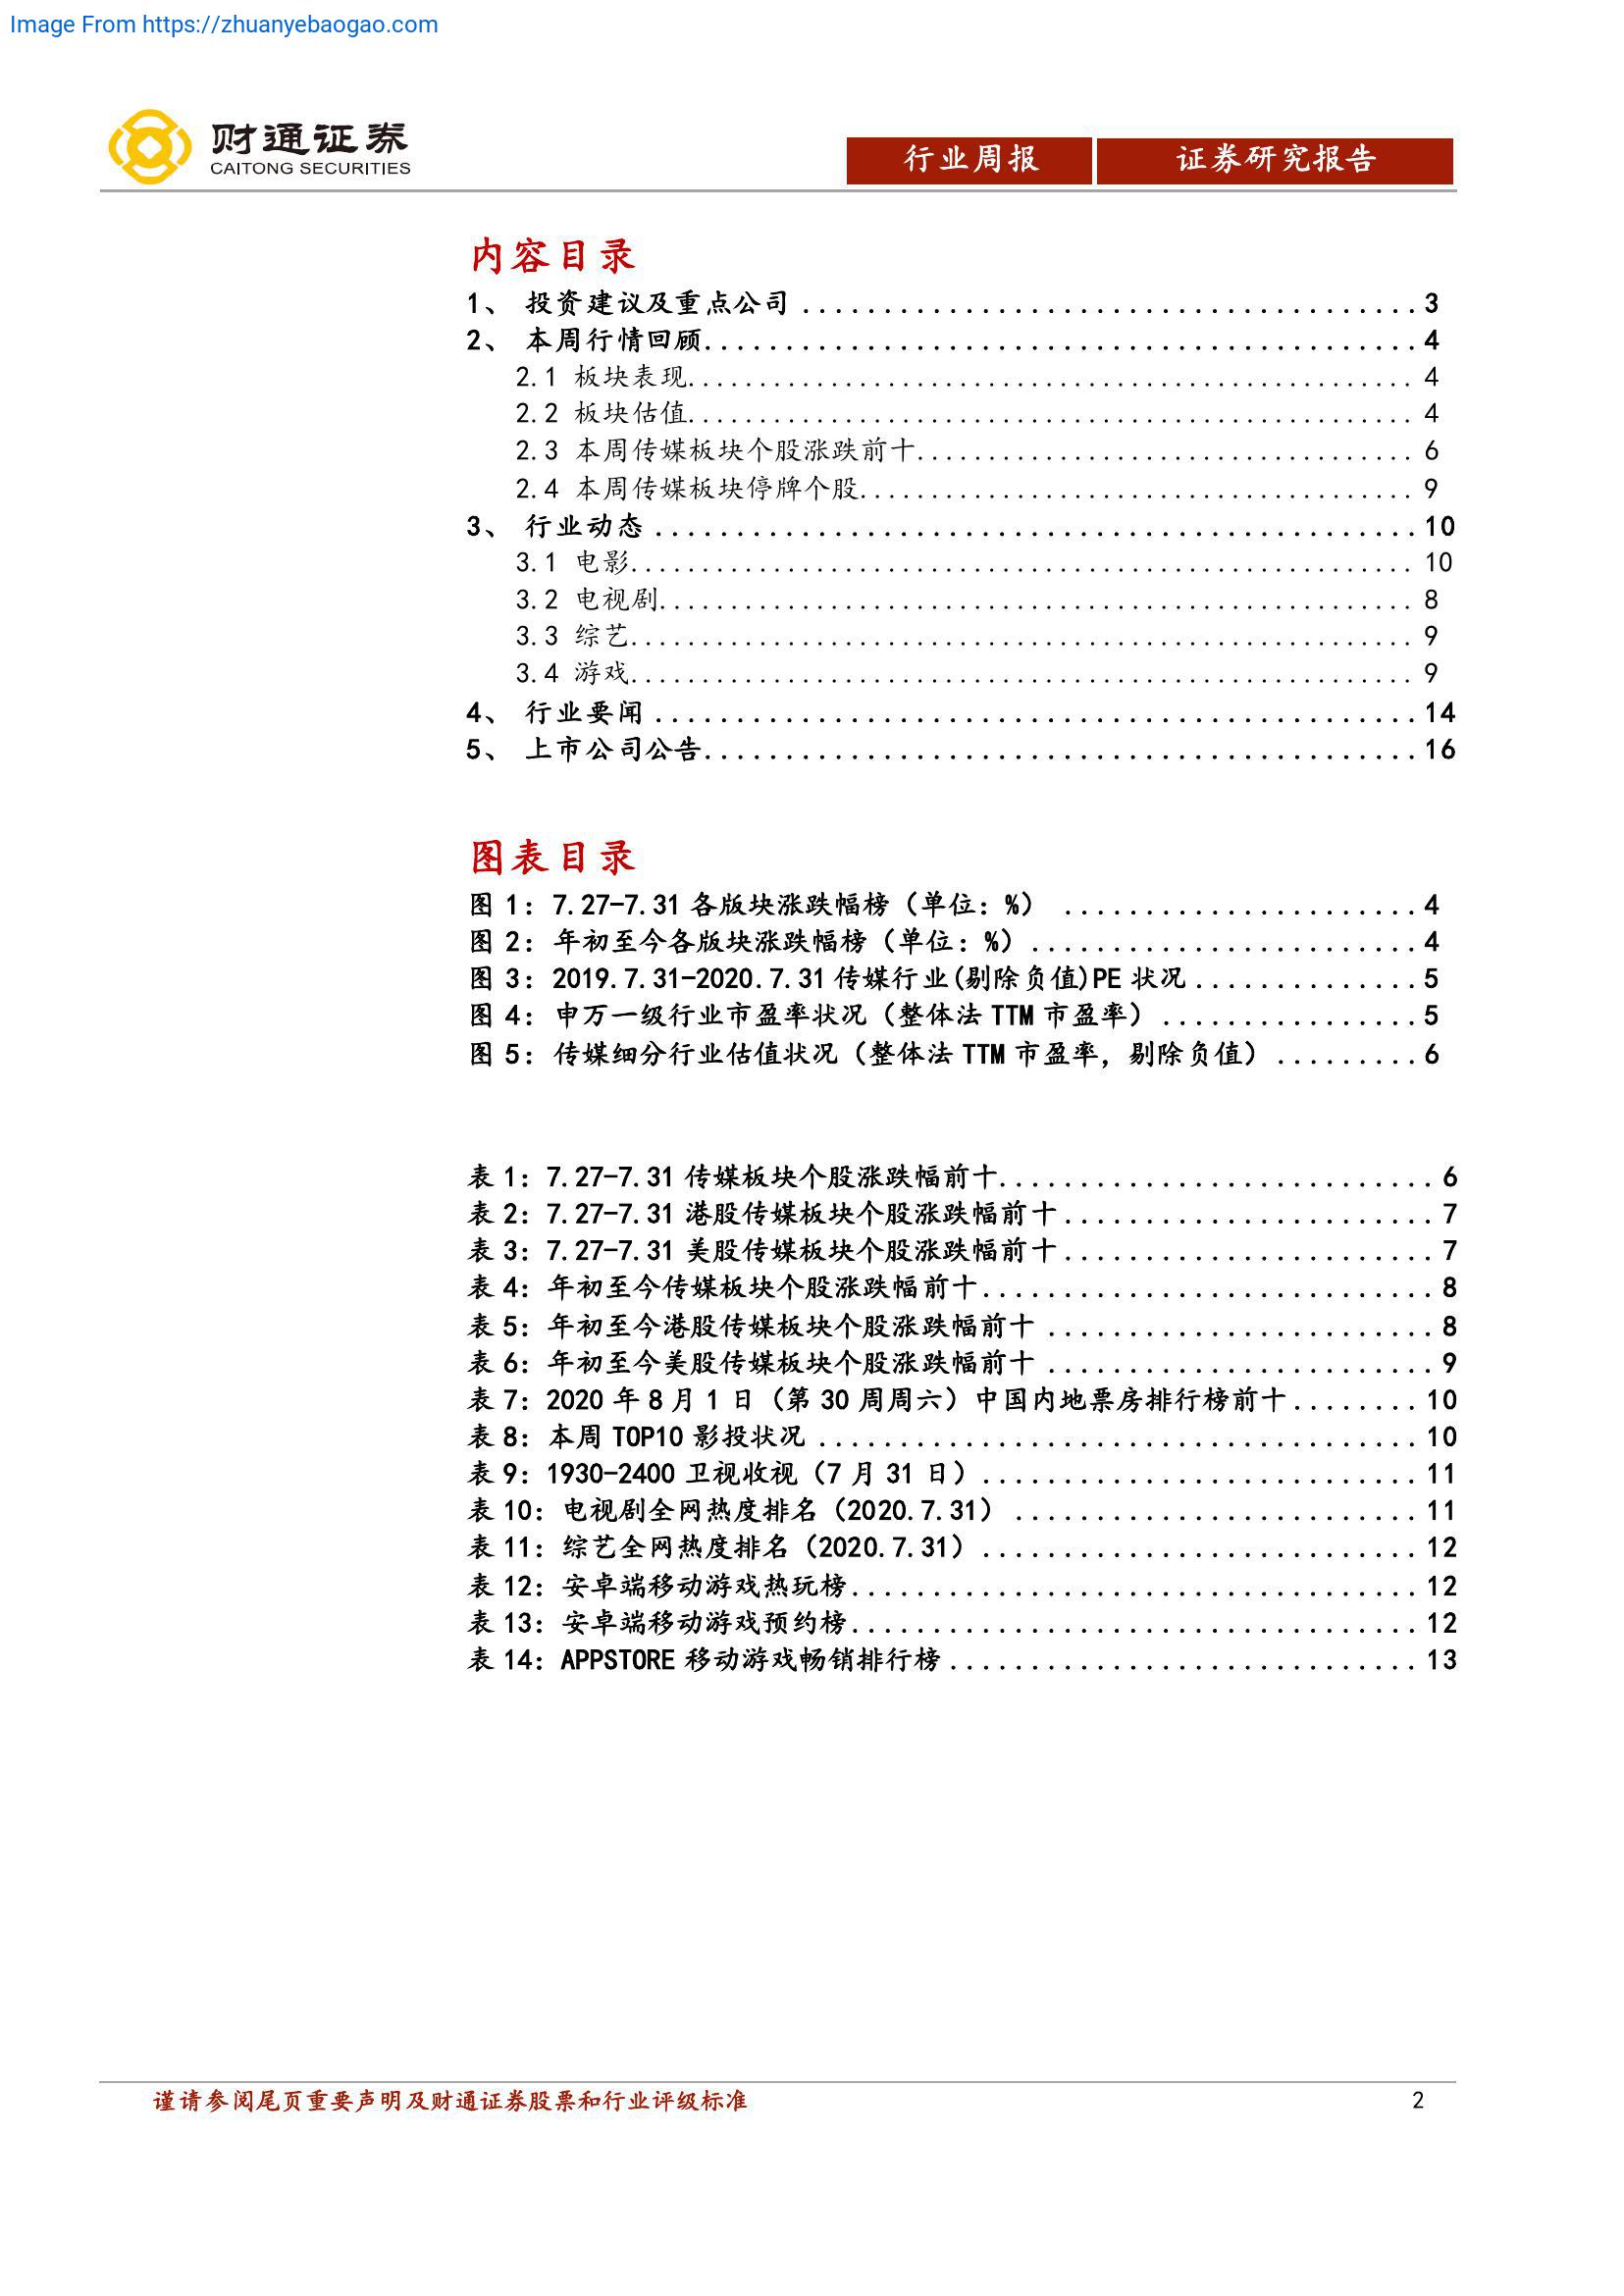 Image From https://zhuanyebaogao.com
财通证券
CAITONG SECURITIES
行业周报 证券研究报告
内容目录
1、 投资建议及重点公司 ...................................... 3
2、 本周行情回顾............................................ 4
2.1 板块表现.................................................. 4
2.2 板块估值.................................................. 4
2.3 本周传媒板块个股涨跌前十.................................. 6
2.4 本周传媒板块停牌个股...................................... 9
3、 行业动态 ............................................... 10
3.1 电影...................................................... 10
3.2 电视剧.................................................... 8
3.3 综艺...................................................... 9
3.4 游戏...................................................... 9
4、 行业要闻 ............................................... 14
5、 上市公司公告............................................ 16
图表目录
图 1：7.27-7.31 各版块涨跌幅榜（单位：%） ...................... 4
图 2：年初至今各版块涨跌幅榜（单位：%）........................ 4
图 3：2019.7.31-2020.7.31 传媒行业(剔除负值)PE 状况.............. 5
图 4：申万一级行业市盈率状况（整体法 TTM 市盈率） ................ 5
图 5：传媒细分行业估值状况（整体法 TTM 市盈率，剔除负值）......... 6
表 1：7.27-7.31 传媒板块个股涨跌幅前十........................... 6
表 2：7.27-7.31 港股传媒板块个股涨跌幅前十....................... 7
表 3：7.27-7.31 美股传媒板块个股涨跌幅前十....................... 7
表 4：年初至今传媒板块个股涨跌幅前十............................ 8
表 5：年初至今港股传媒板块个股涨跌幅前十 ........................ 8
表 6：年初至今美股传媒板块个股涨跌幅前十 ........................ 9
表 7：2020 年 8 月 1 日（第 30 周周六）中国内地票房排行榜前十........ 10
表 8：本周 TOP10 影投状况 ..................................... 10
表 9：1930-2400 卫视收视（7 月 31 日）........................... 11
表 10：电视剧全网热度排名（2020.7.31） ......................... 11
表 11：综艺全网热度排名（2020.7.31）........................... 12
表 12：安卓端移动游戏热玩榜................................... 12
表 13：安卓端移动游戏预约榜................................... 12
表 14：APPSTORE 移动游戏畅销排行榜............................. 13
谨请参阅尾页重要声明及财通证券股票和行业评级标准 2